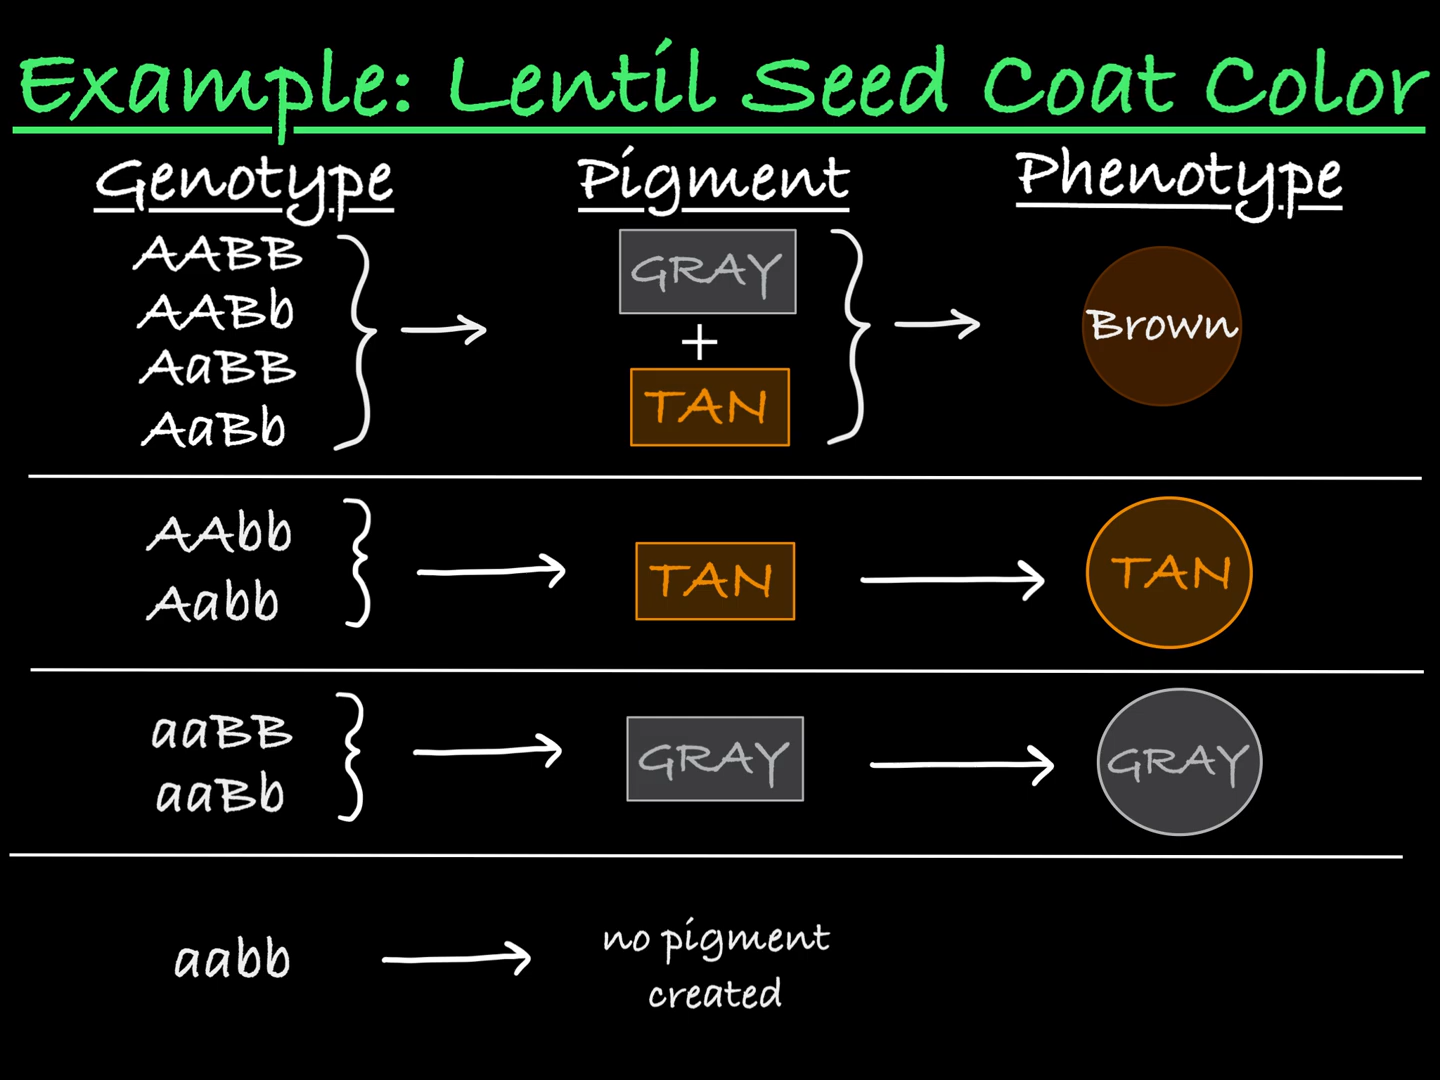 Example: Lentil Seed Coat Color
Genotype Pigment Phenotype
AABB
AABb
AaBB
AaBb
GRAY
+
TAN
Brown
AAbb
Aabb
TAN
TAN
aaBB
aaBb
GRAY
GRAY
aabb
no pigment
created